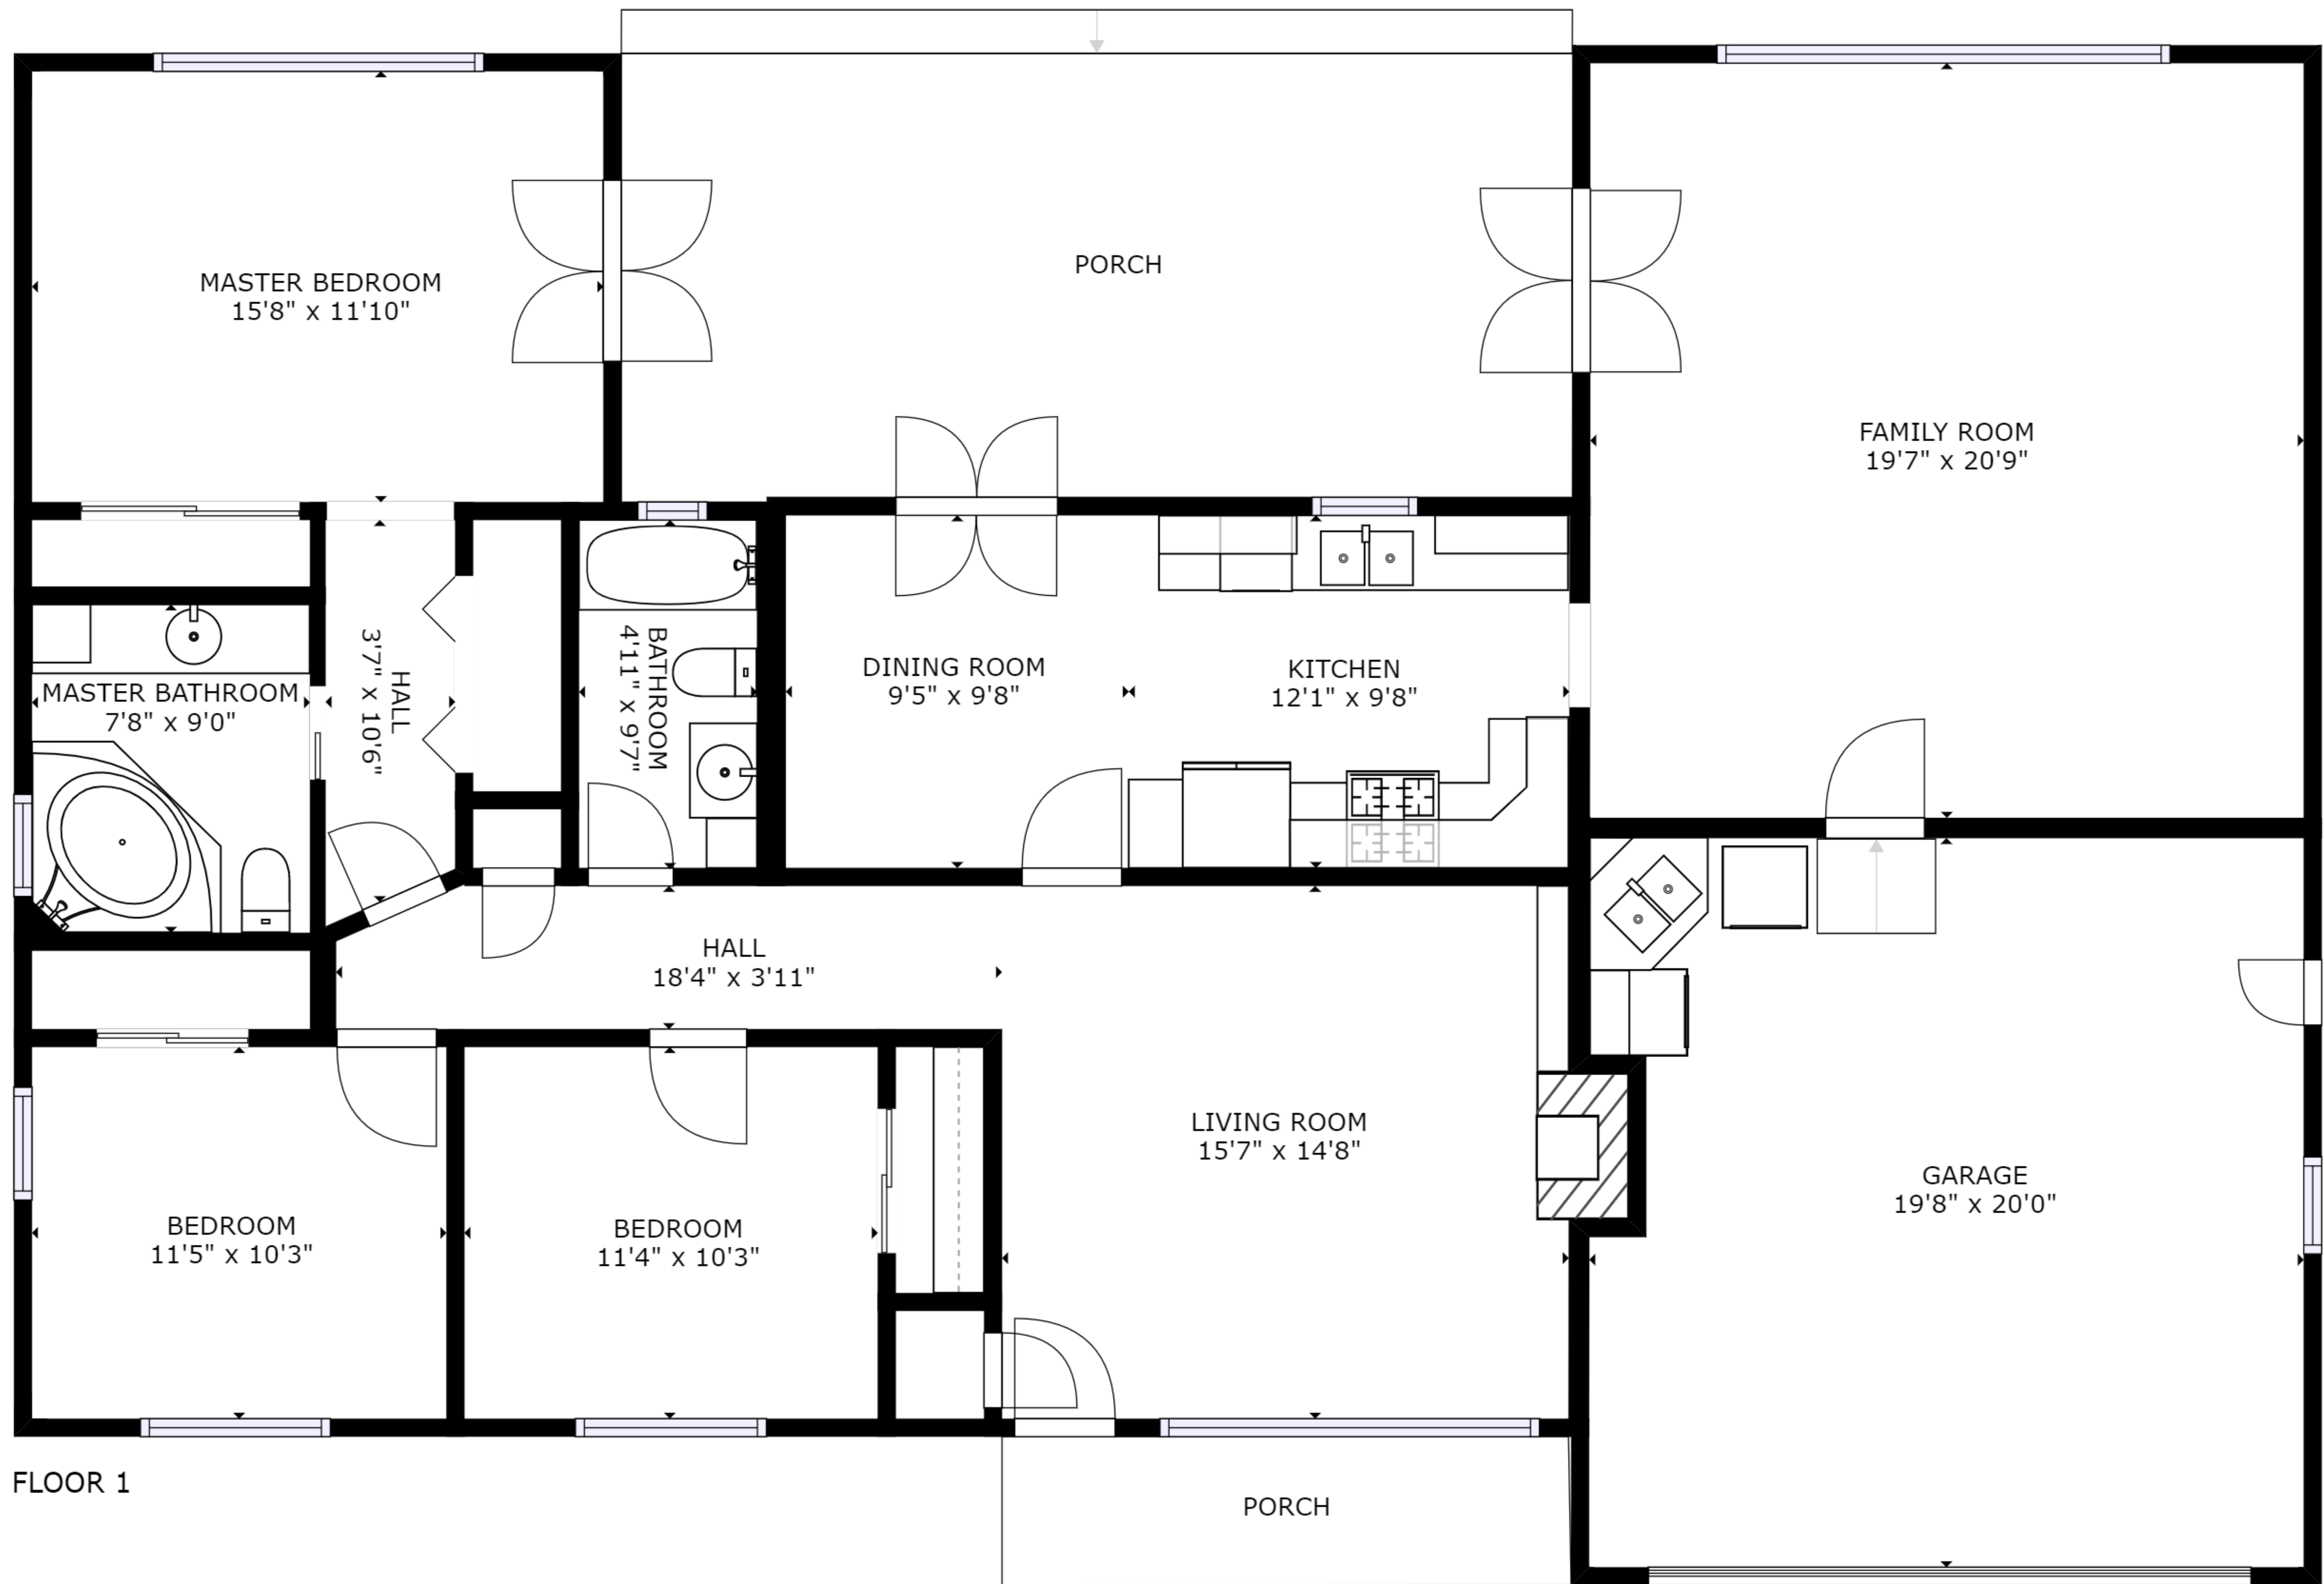 PORCH
MASTER BEDROOM
15'8" x 11'10"
FAMILY ROOM
19'7" x 20'9"
HALL
3'7" x 10'6"
BATHROOM
4'11" x 9'7"
DINING ROOM
9'5" x 9'8"
KITCHEN
12'1" x 9'8"
MASTER BATHROOM
7'8" x 9'0"
HALL
18'4" x 3'11"
LIVING ROOM
15'7" x 14'8"
GARAGE
19'8" x 20'0"
BEDROOM
11'5" x 10'3"
BEDROOM
11'4" x 10'3"
FLOOR 1
PORCH